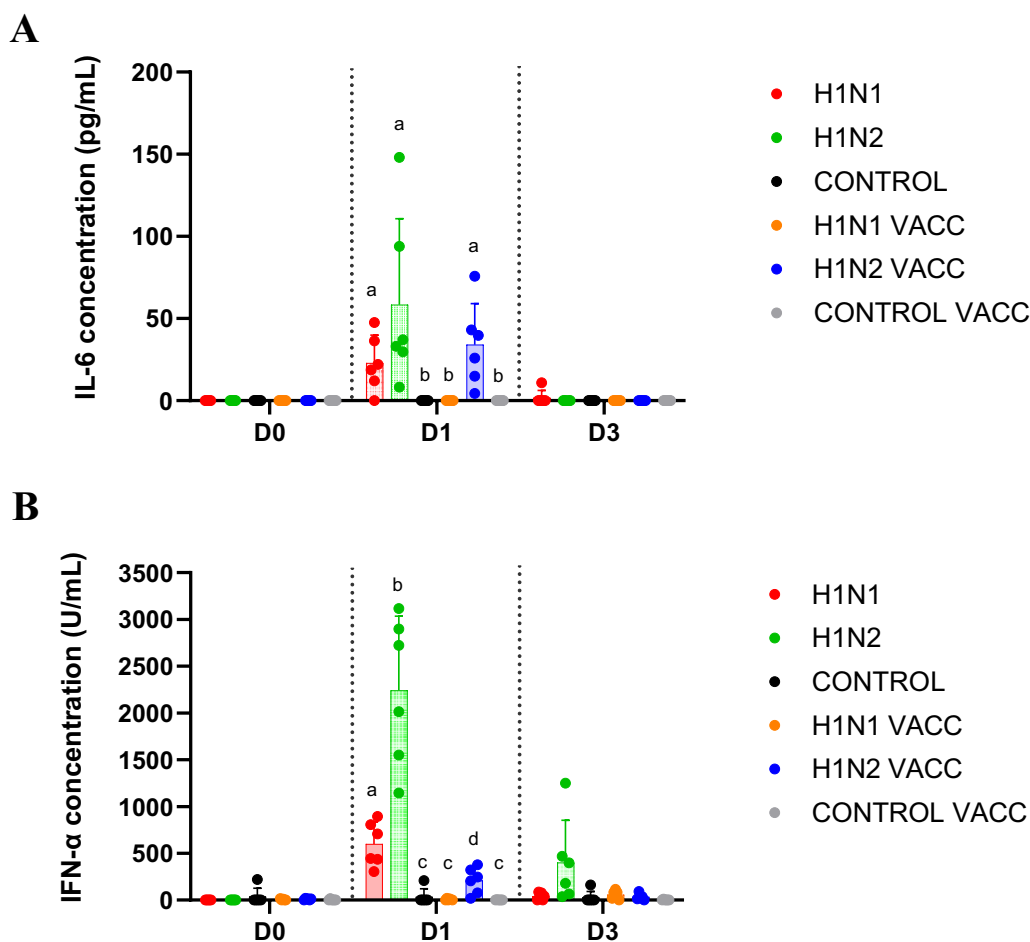 A
IL-6 concentration (pg/mL)
200
150
100
50
0
a
a
b
b
a
b
D0
D1
D3
H1N1
H1N2
CONTROL
H1N1 VACC
H1N2 VACC
CONTROL VACC
B
IFN-α concentration (U/mL)
3500
3000
2500
2000
1500
1000
500
0
a
b
c
c
d
c
D0
D1
D3
H1N1
H1N2
CONTROL
H1N1 VACC
H1N2 VACC
CONTROL VACC